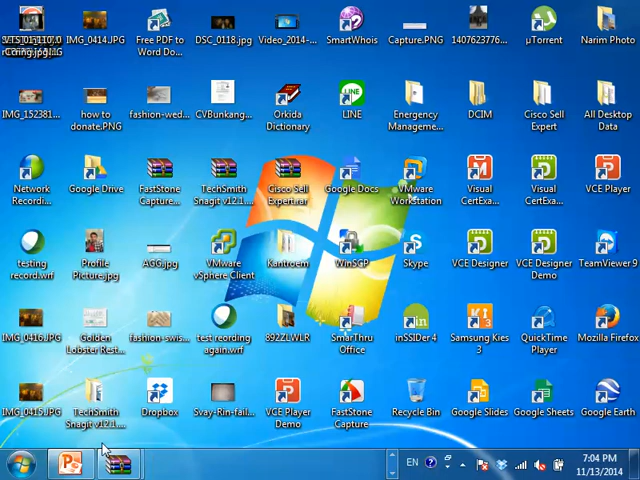 IMG_0414.JPG
Free PDF to
Word Do...
DSC_0118.jpg
Video_2014-...
SmartWhois
Capture.PNG
1407623776...
µTorrent
Narim Photo
IMG_152381...
how to
donate.PNG
fashion-wed...
CVBunkang...
Orkida
Dictionary
LINE
Entergency
Management...
DCIM
Cisco Sell
Expert
All Desktop
Data
Network
Recordi...
Google Drive
FastStone
Capture...
TechSmith
Snagit v12.1....
Cisco Sell
Expert.rar
Google Docs
VMware
Workstation
Visual
CertExa...
Visual
CertExa...
VCE Player
testing
record.wrf
Profile
Picture.jpg
AGG.jpg
VMware
vSphere Client
Kantroem
WinSCP
Skype
VCE Designer
VCE Designer
Demo
TeamViewer 9
IMG_0416.JPG
Golden
Lobster Rest...
fashion-swis...
test reording
again.wrf
892ZLWLR
SmarThru
Office
inSSIDer 4
Samsung Kies
3
QuickTime
Player
Mozilla Firefox
IMG_0415.JPG
TechSmith
Snagit v12.1....
Dropbox
Svay-Rin-fail...
VCE Player
Demo
FastStone
Capture
Recycle Bin
Google Slides
Google Sheets
Google Earth
EN
7:04 PM
11/13/2014